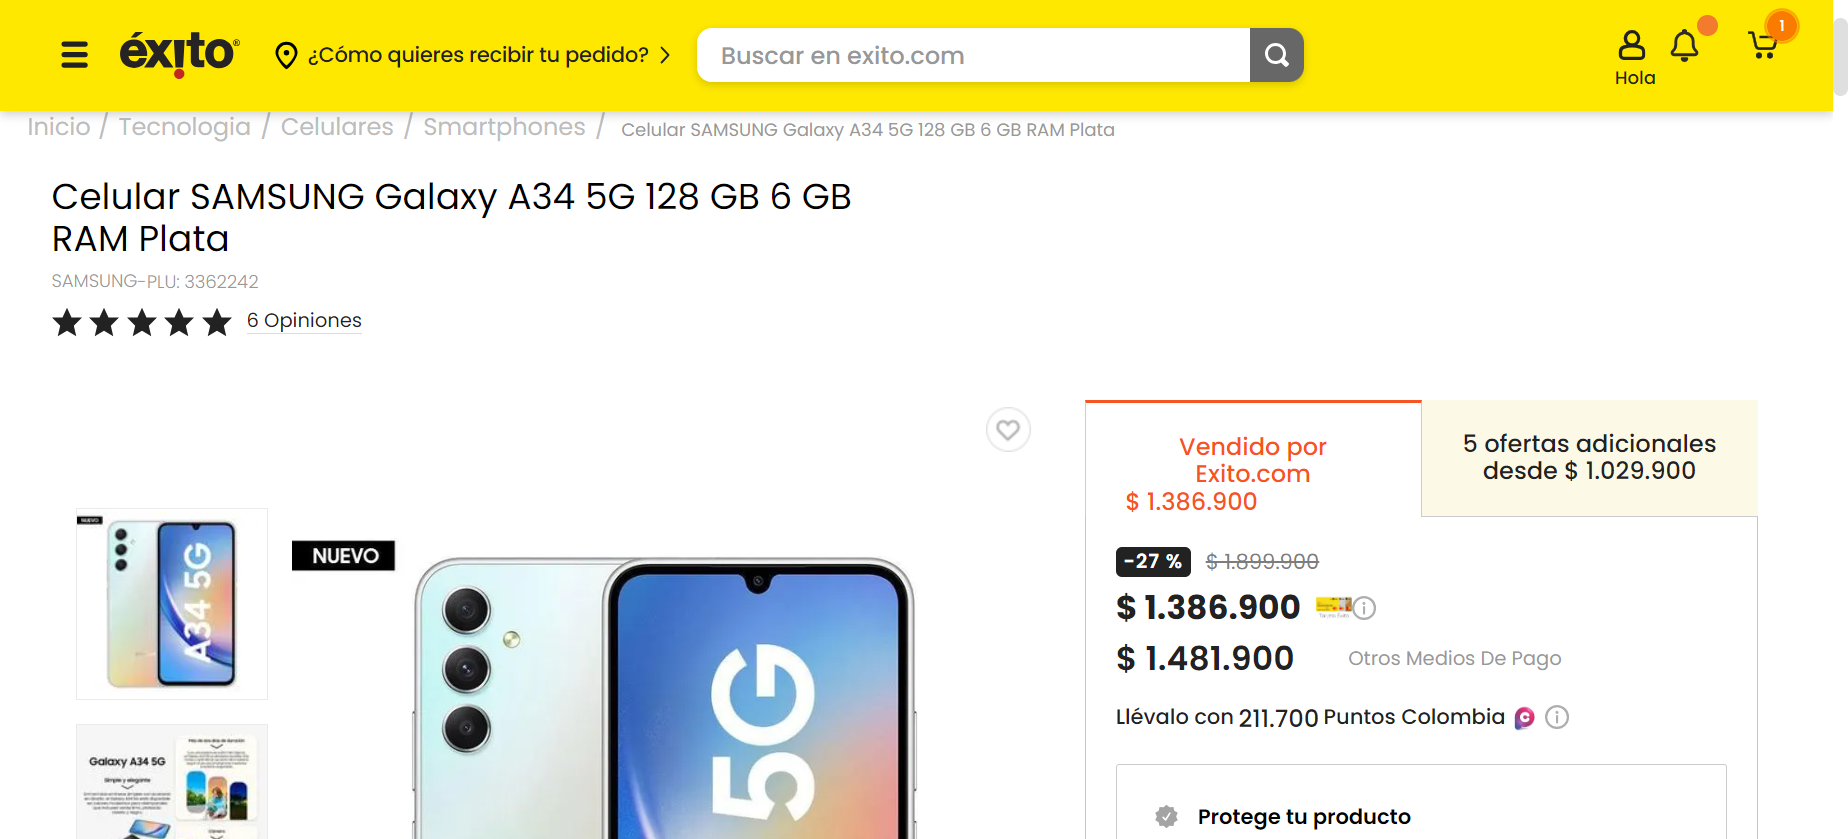 éxito®
¿Cómo quieres recibir tu pedido?
Buscar en exito.com
Hola
1
Inicio / Tecnologia / Celulares / Smartphones / Celular SAMSUNG Galaxy A34 5G 128 GB 6 GB RAM Plata
Celular SAMSUNG Galaxy A34 5G 128 GB 6 GB
RAM Plata
SAMSUNG-PLU: 3362242
6 Opiniones
Vendido por
Exito.com
$ 1.386.900
5 ofertas adicionales
desde $ 1.029.900
-27 %
$ 1.899.900
$ 1.386.900
$ 1.481.900
Otros Medios De Pago
Llévalo con 211.700 Puntos Colombia
Protege tu producto
NUEVO
A34 5G
NUEVO
5G
Galaxy A34 5G
Simple y elegante